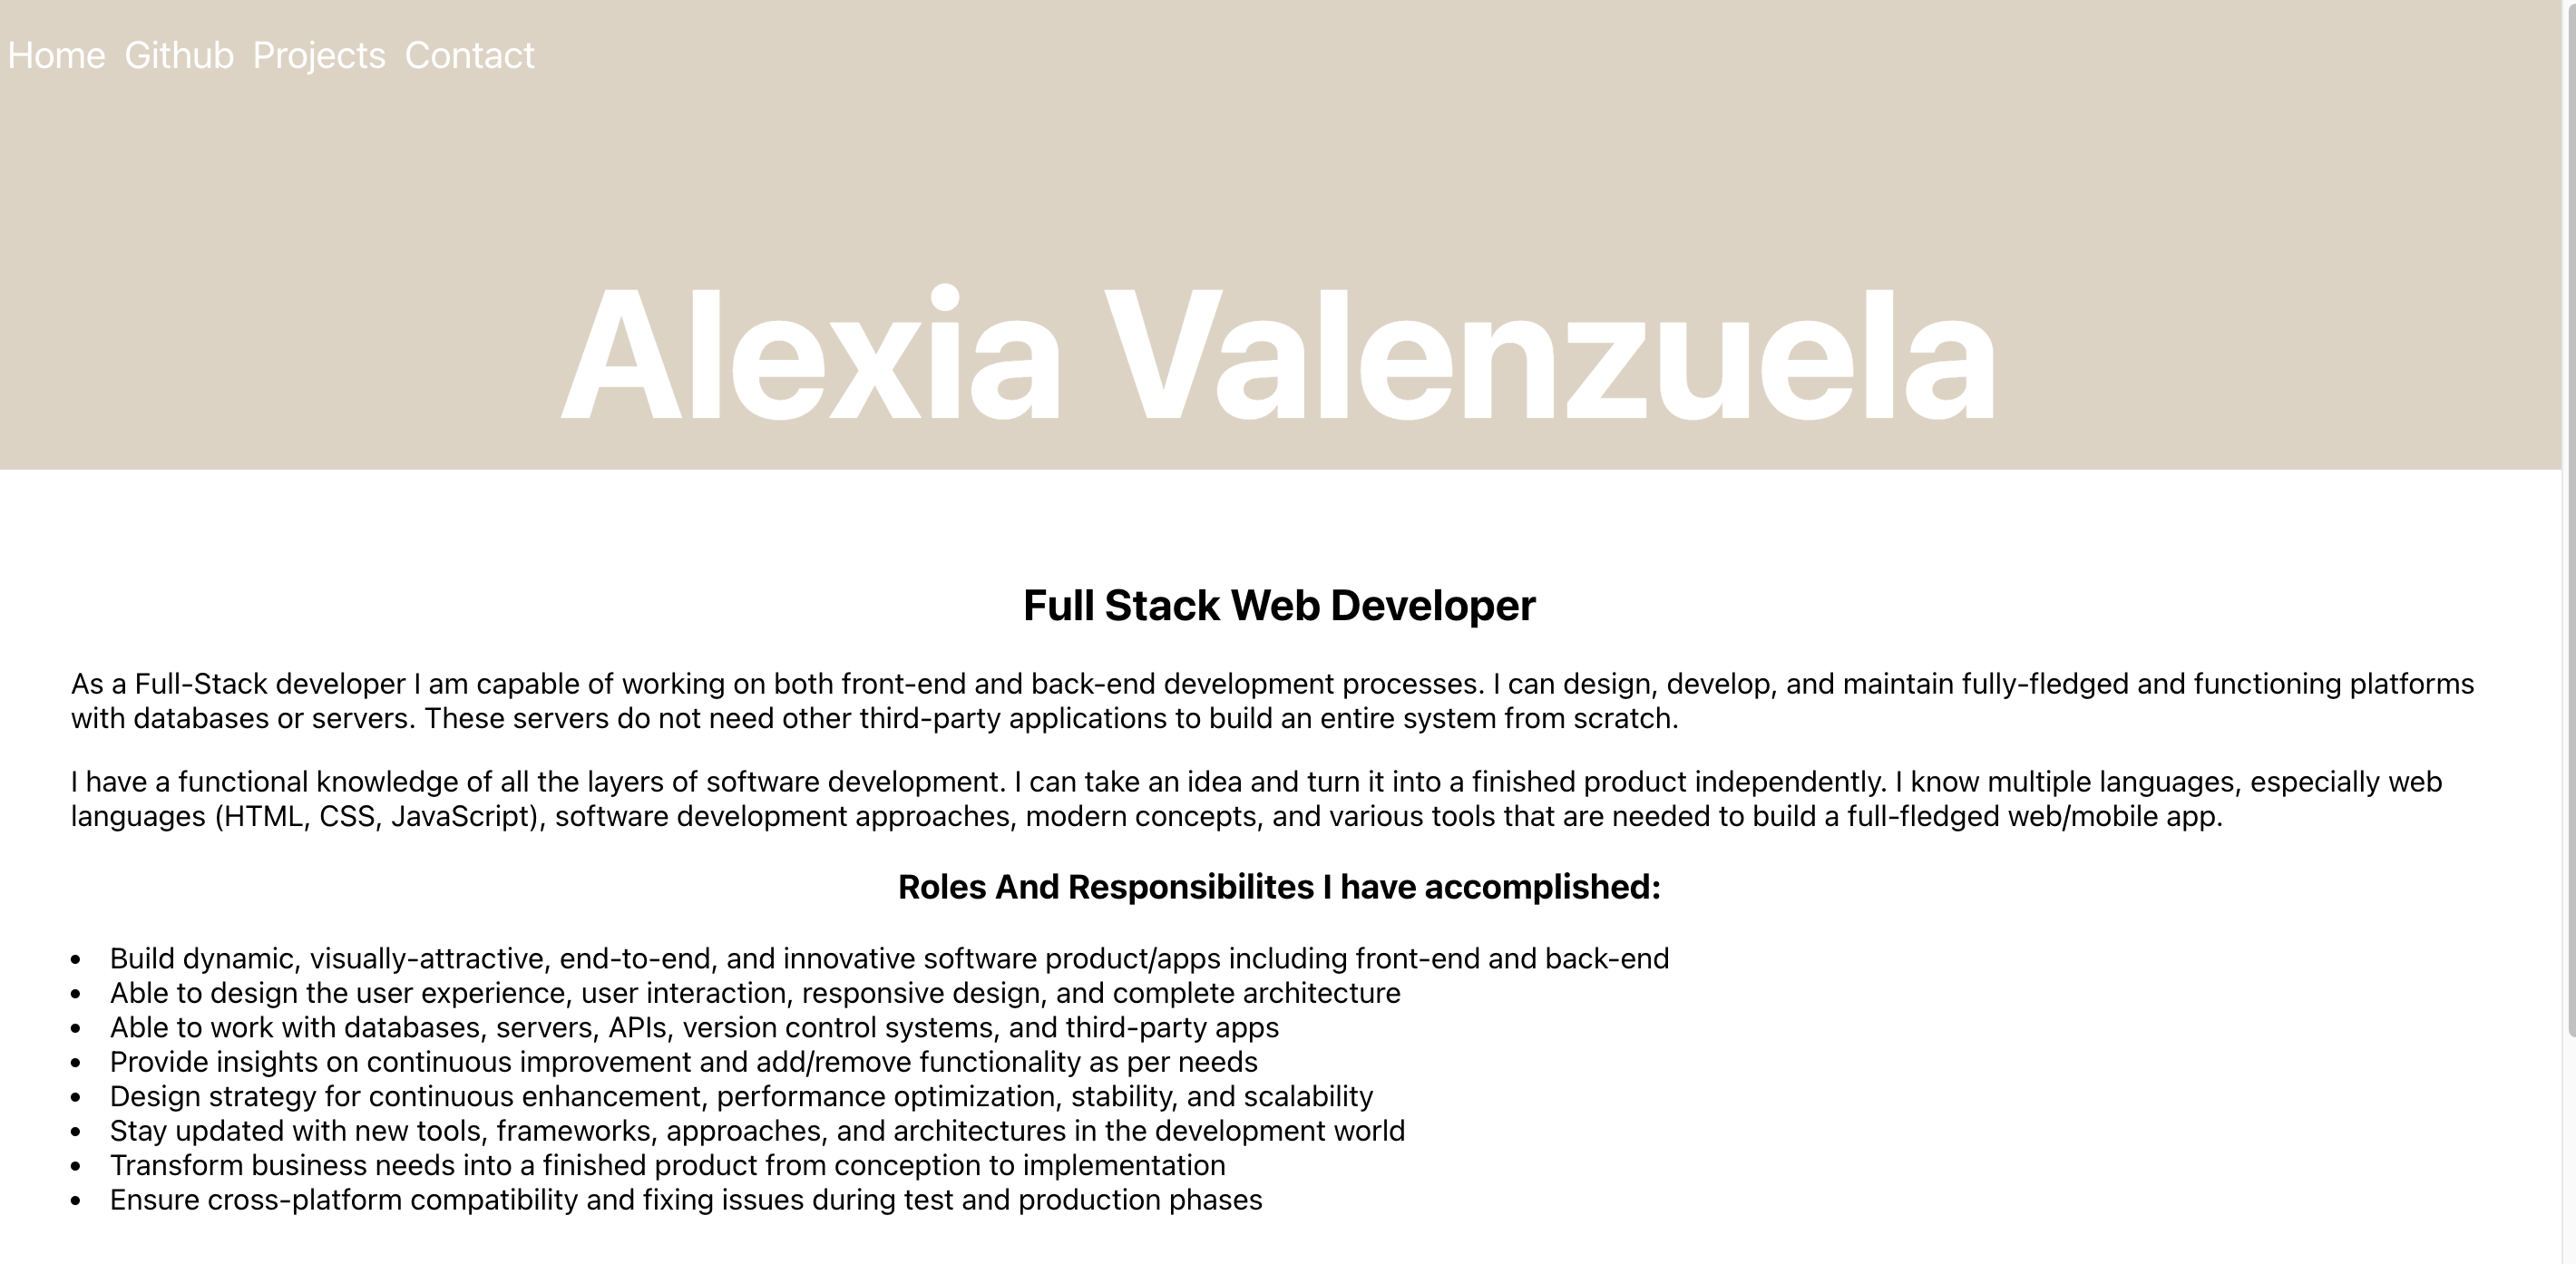 Home Github Projects Contact
Alexia Valenzuela
Full Stack Web Developer
As a Full-Stack developer I am capable of working on both front-end and back-end development processes. I can design, develop, and maintain fully-fledged and functioning platforms
with databases or servers. These servers do not need other third-party applications to build an entire system from scratch.
I have a functional knowledge of all the layers of software development. I can take an idea and turn it into a finished product independently. I know multiple languages, especially web
languages (HTML, CSS, JavaScript), software development approaches, modern concepts, and various tools that are needed to build a full-fledged web/mobile app.
Roles And Responsibilites I have accomplished:
• Build dynamic, visually-attractive, end-to-end, and innovative software product/apps including front-end and back-end
• Able to design the user experience, user interaction, responsive design, and complete architecture
• Able to work with databases, servers, APIs, version control systems, and third-party apps
• Provide insights on continuous improvement and add/remove functionality as per needs
• Design strategy for continuous enhancement, performance optimization, stability, and scalability
• Stay updated with new tools, frameworks, approaches, and architectures in the development world
• Transform business needs into a finished product from conception to implementation
• Ensure cross-platform compatibility and fixing issues during test and production phases